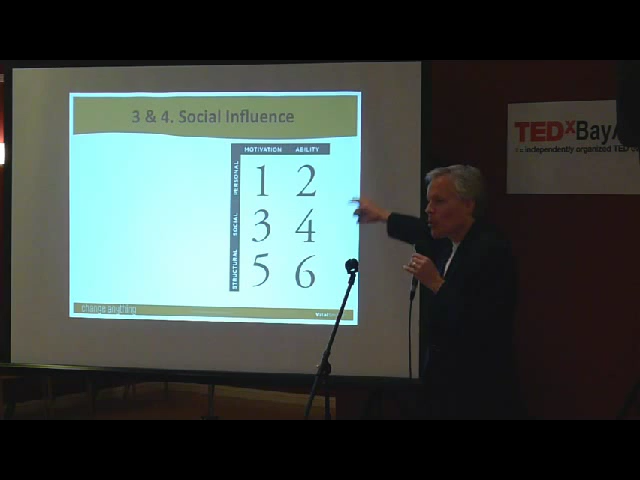 3 & 4. Social Influence
MOTIVATION ABILITY
PERSONAL
1 2
SOCIAL
3 4
STRUCTURAL
5 6
change anything
TEDxBay
independently organized TED